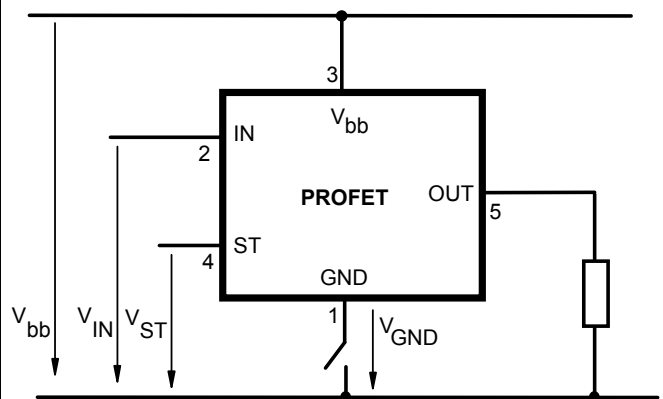 3
V_bb
IN
2
PROFET
OUT
5
ST
4
GND
1
V_bb
V_IN
V_ST
V_GND